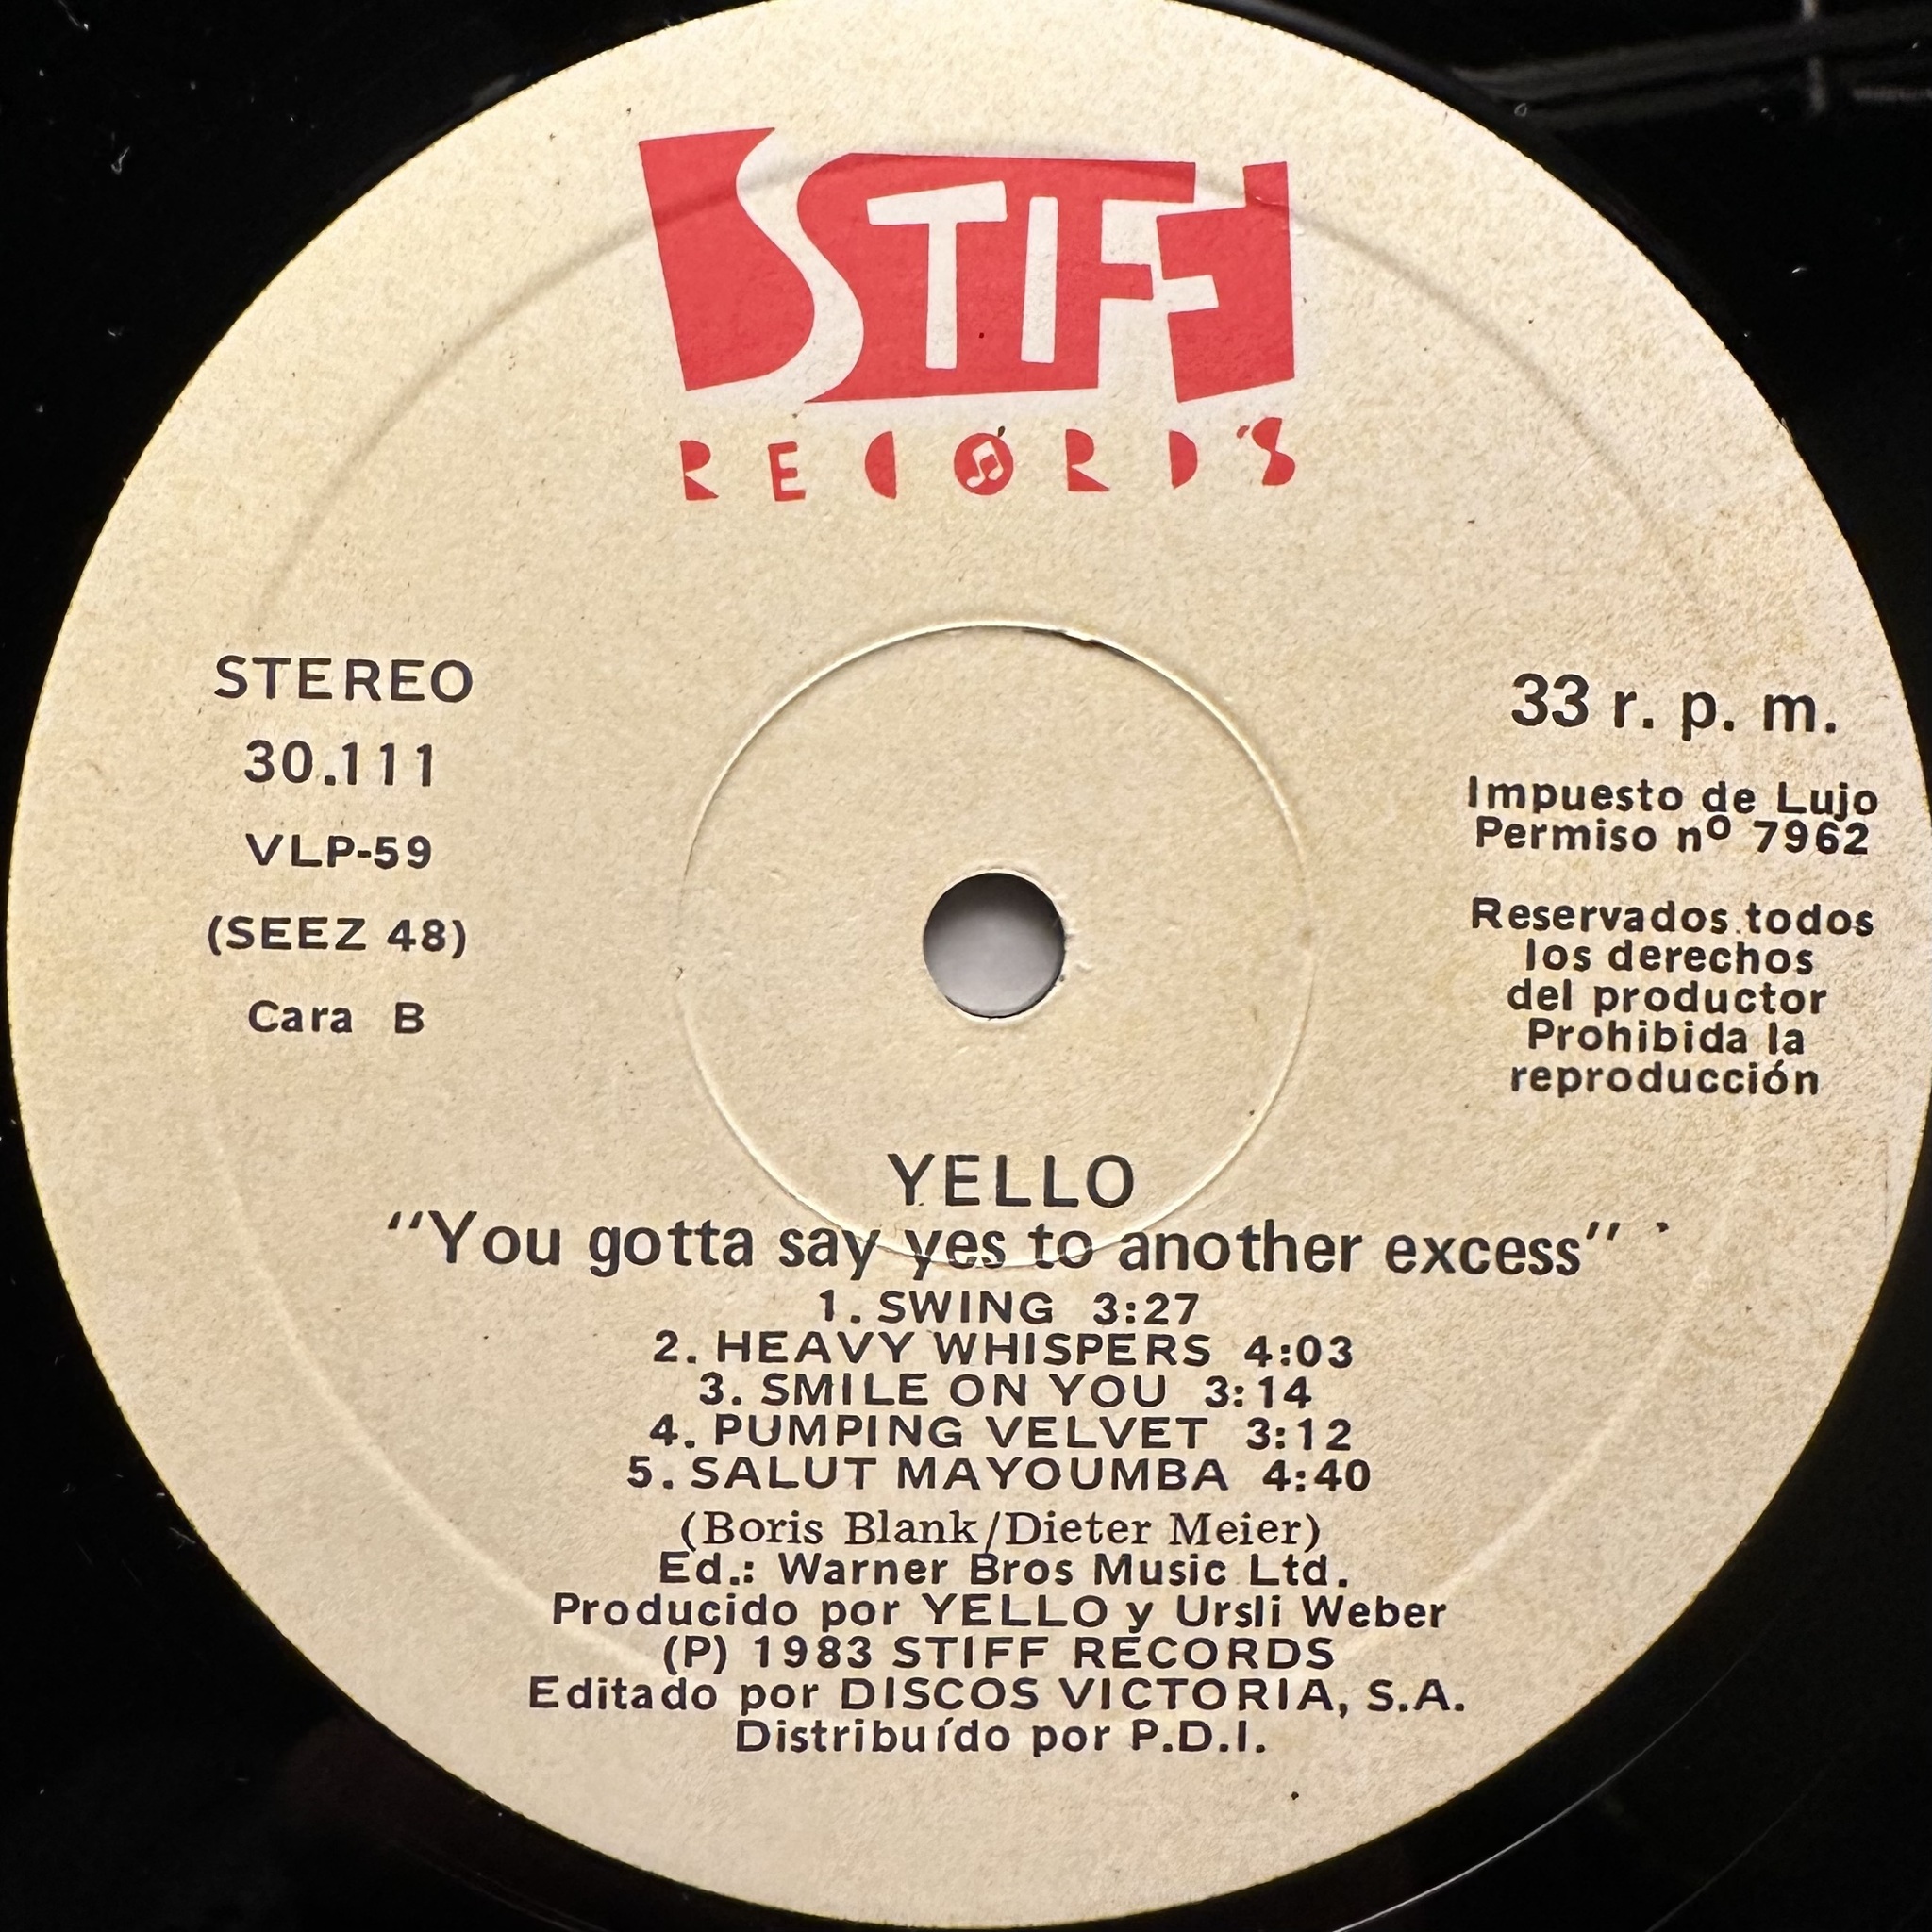 STIFF
RECORD'S
STEREO
30.111
VLP-59
(SEEZ 48)
Cara B
33 r. p. m.
Impuesto de Lujo
Permiso nº 7962
Reservados todos
los derechos
del productor
Prohibida la
reproducción
YELLO
"You gotta say yes to another excess"
1. SWING 3:27
2. HEAVY WHISPERS 4:03
3. SMILE ON YOU 3:14
4. PUMPING VELVET 3:12
5. SALUT MAYOUMBA 4:40
(Boris Blank/Dieter Meier)
Ed.: Warner Bros Music Ltd.
Producido por YELLO y Ursli Weber
(P) 1983 STIFF RECORDS
Editado por DISCOS VICTORIA, S.A.
Distribuído por P.D.I.